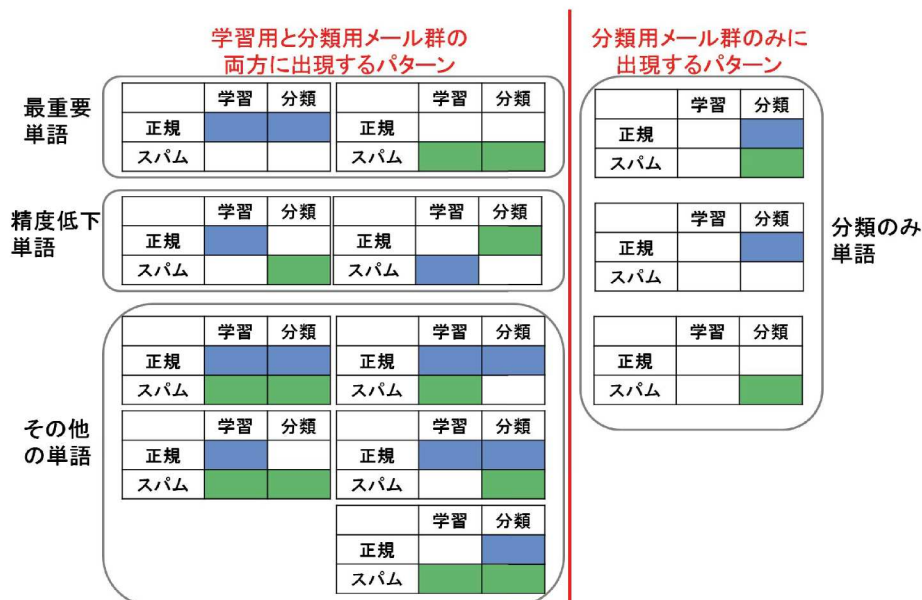 学習用と分類用メール群の
両方に出現するパターン
分類用メール群のみに
出現するパターン
最重要
単語
学習 分類
正規
スパム
学習 分類
正規
スパム
精度低下
単語
学習 分類
正規
スパム
学習 分類
正規
スパム
その他
の単語
学習 分類
正規
スパム
学習 分類
正規
スパム
学習 分類
正規
スパム
学習 分類
正規
スパム
学習 分類
正規
スパム
学習 分類
正規
スパム
学習 分類
正規
スパム
学習 分類
正規
スパム
分類のみ
単語